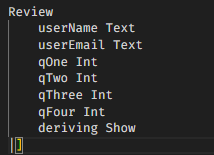 Review
    userName Text
    userEmail Text
    qOne Int
    qTwo Int
    qThree Int
    qFour Int
    deriving Show
|]